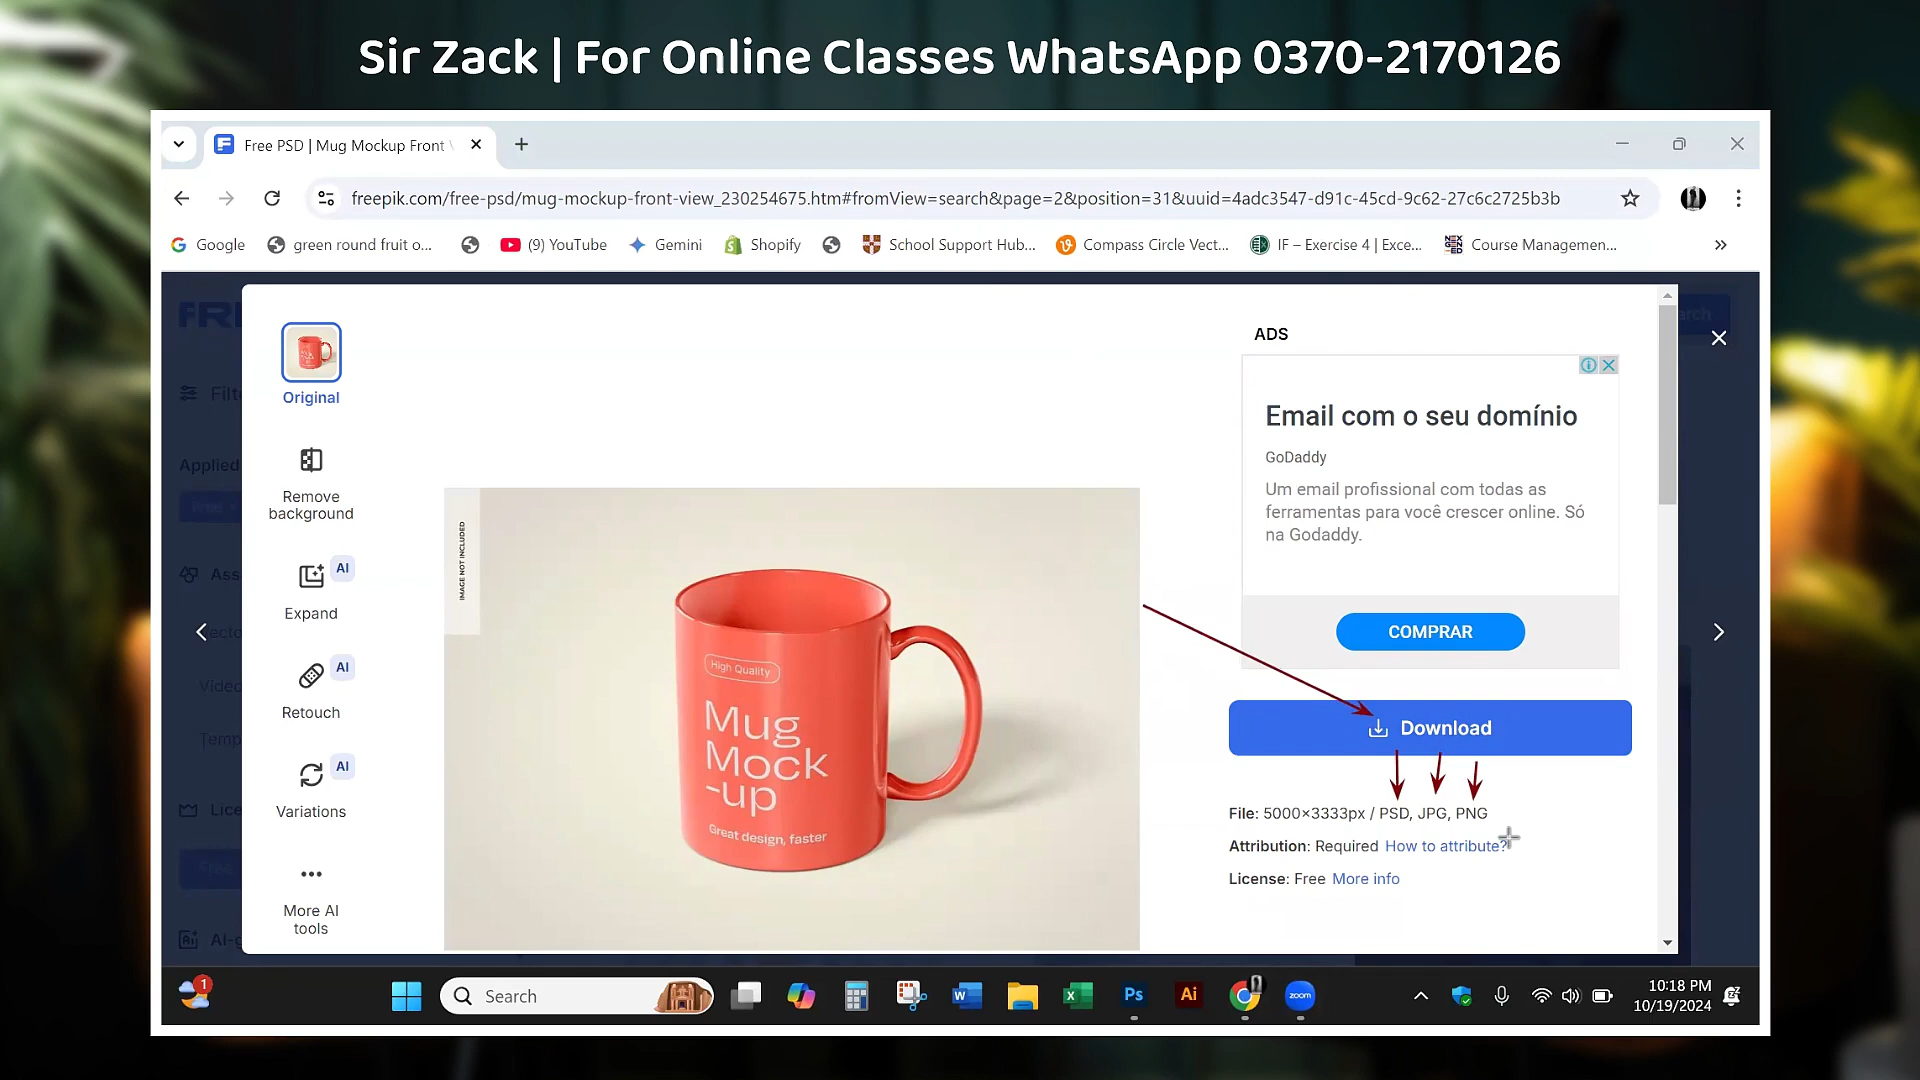 Sir Zack | For Online Classes WhatsApp 0370-2170126
Free PSD | Mug Mockup Front
freepik.com/free-psd/mug-mockup-front-view_230254675.htm#fromView=search&page=2&position=31&uuid=4adc3547-d91c-45cd-9c62-27c6c2725b3b
Google
green round fruit o...
(9) YouTube
Gemini
Shopify
School Support Hub...
Compass Circle Vect...
IF – Exercise 4 | Exce...
Course Managemen...
Original
Remove
background
AI
Expand
AI
Retouch
AI
Variations
More AI
tools
Applied
IMAGE NOT INCLUDED
High Quality
Mug
Mock
-up
Great design, faster
ADS
Email com o seu domínio
GoDaddy
Um email profissional com todas as
ferramentas para você crescer online. Só
na Godaddy.
COMPRAR
Download
File: 5000×3333px / PSD, JPG, PNG
Attribution: Required How to attribute?
License: Free More info
1
Search
W
X
Ps
Ai
zoom
10:18 PM
10/19/2024